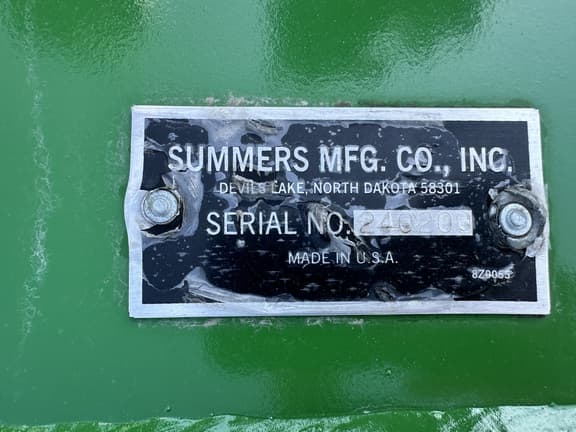 SUMMERS MFG. CO., INC.
DEVILS LAKE, NORTH DAKOTA 58301
SERIAL NO.
MADE IN U.S.A.
8Z0055